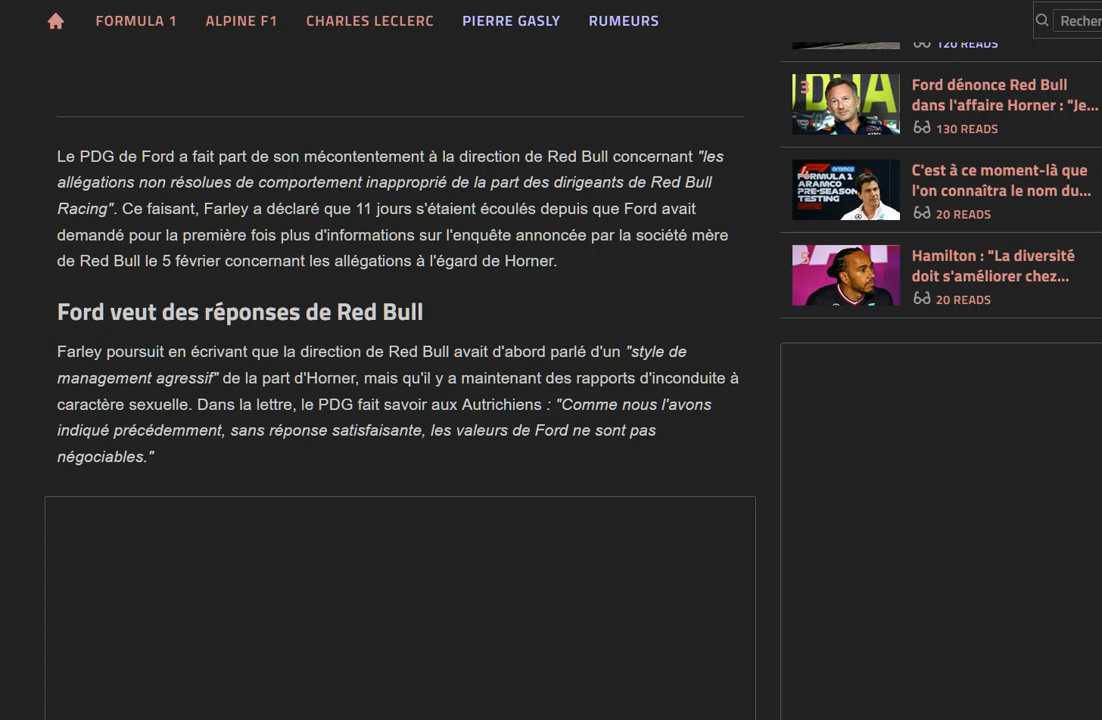 FORMULA 1 ALPINE F1 CHARLES LECLERC PIERRE GASLY RUMEURS
Le PDG de Ford a fait part de son mécontentement à la direction de Red Bull concernant "les
allégations non résolues de comportement inapproprié de la part des dirigeants de Red Bull
Racing". Ce faisant, Farley a déclaré que 11 jours s'étaient écoulés depuis que Ford avait
demandé pour la première fois plus d'informations sur l'enquête annoncée par la société mère
de Red Bull le 5 février concernant les allégations à l'égard de Horner.
Ford veut des réponses de Red Bull
Farley poursuit en écrivant que la direction de Red Bull avait d'abord parlé d'un "style de
management agressif" de la part d'Horner, mais qu'il y a maintenant des rapports d'inconduite à
caractère sexuelle. Dans la lettre, le PDG fait savoir aux Autrichiens : "Comme nous l'avons
indiqué précédemment, sans réponse satisfaisante, les valeurs de Ford ne sont pas
négociables."
Recher
120 READS
3
Ford dénonce Red Bull
dans l'affaire Horner : "Je...
130 READS
aramco
FORMULA 1
ARAMCO
PRE-SEASON
TESTING
C'est à ce moment-là que
l'on connaîtra le nom du...
20 READS
Hamilton : "La diversité
doit s'améliorer chez...
20 READS